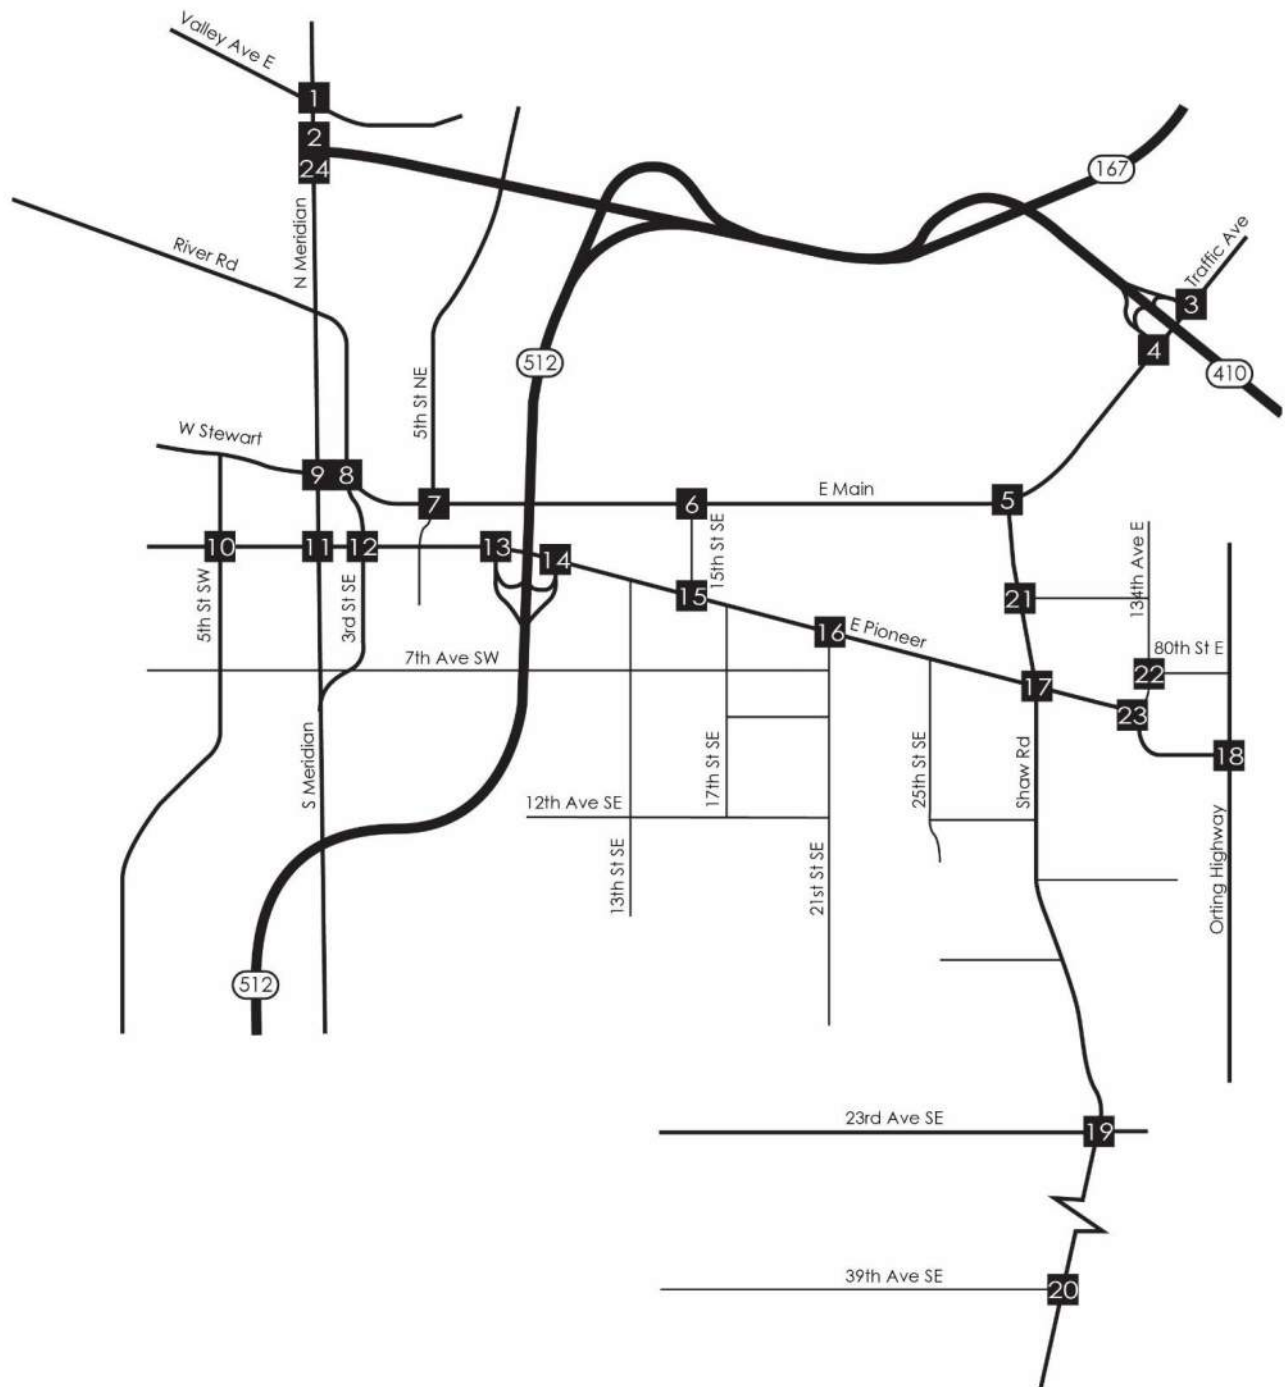 Valley Ave E
1
2
24
167
N Meridian
River Rd
Traffic Ave
3
4
512
410
5th St NE
W Stewart
9
8
7
6
E Main
5
10
11
12
13
14
15th St SE
134th Ave E
5th St SW
3rd St SE
15
21
16
E Pioneer
7th Ave SW
80th St E
22
17
23
18
S Meridian
12th Ave SE
17th St SE
25th St SE
Shaw Rd
13th St SE
21st St SE
Orting Highway
512
23rd Ave SE
19
39th Ave SE
20